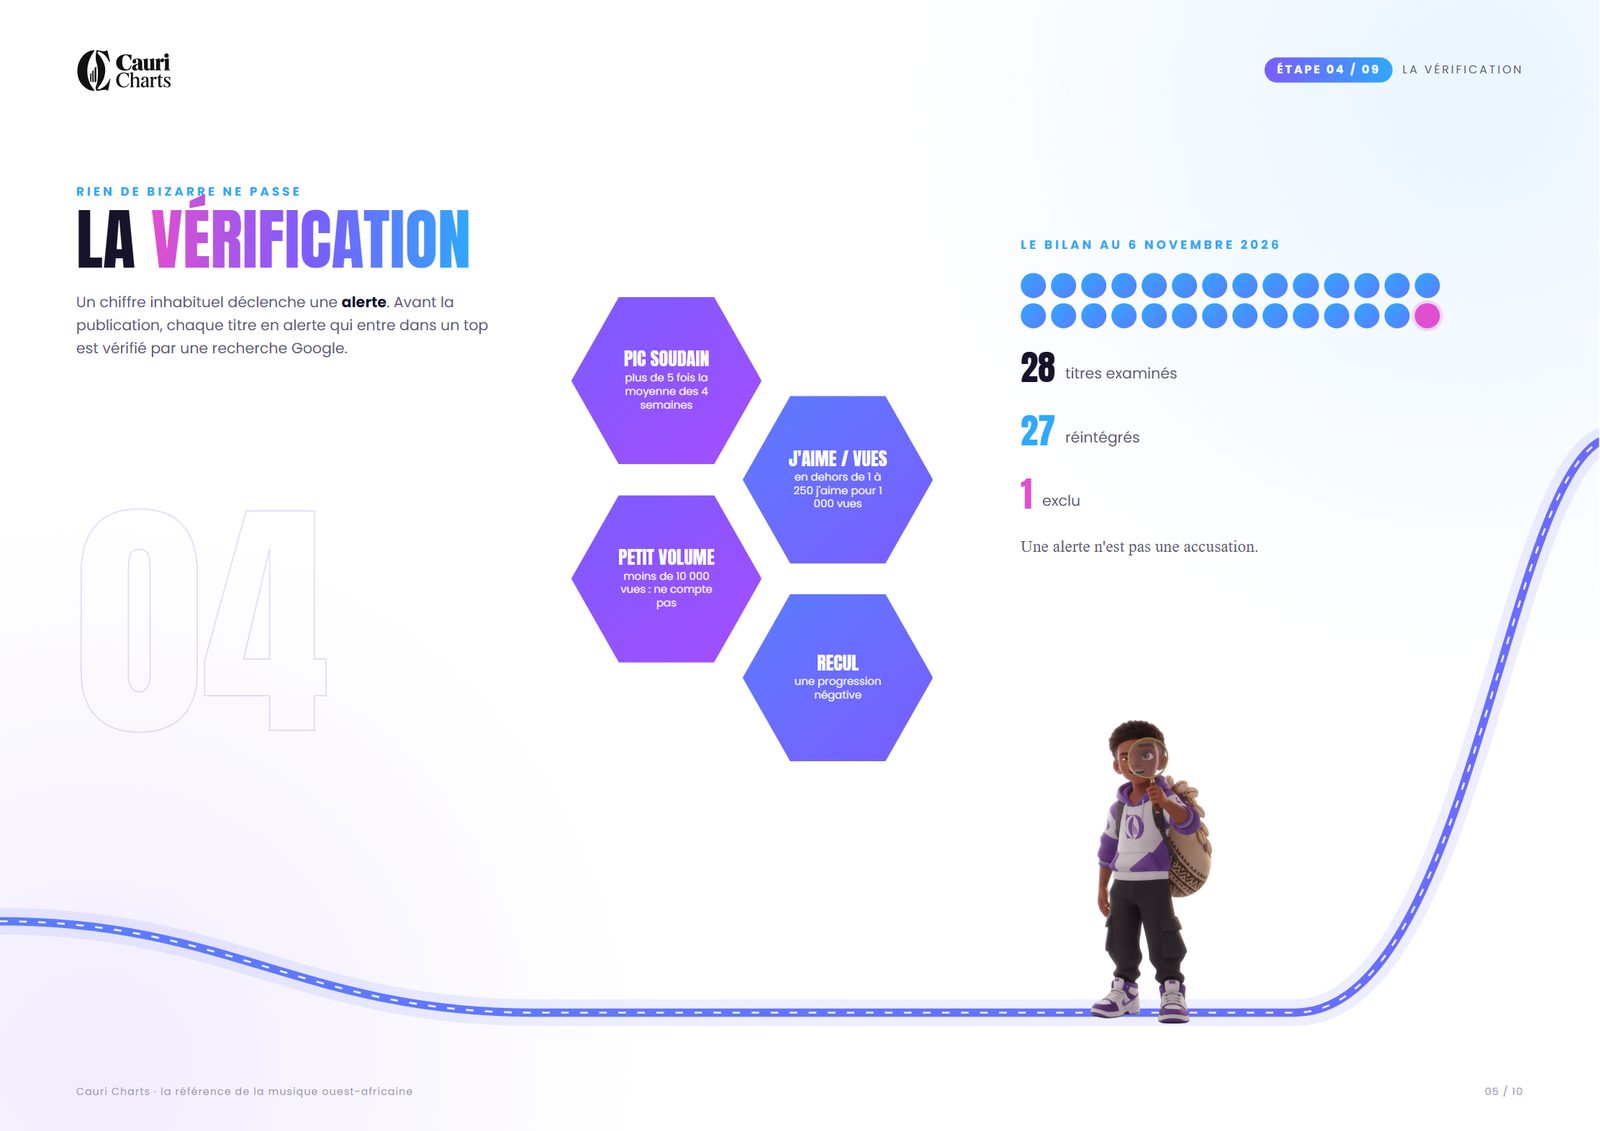 Cauri
Charts
ÉTAPE 04 / 09
LA VÉRIFICATION
RIEN DE BIZARRE NE PASSE
LA VÉRIFICATION
Un chiffre inhabituel déclenche une alerte. Avant la
publication, chaque titre en alerte qui entre dans un top
est vérifié par une recherche Google.
04
PIC SOUDAIN
plus de 5 fois la
moyenne des 4
semaines
J'AIME / VUES
en dehors de 1 à
250 j'aime pour 1
000 vues
PETIT VOLUME
moins de 10 000
vues : ne compte
pas
RECUL
une progression
négative
LE BILAN AU 6 NOVEMBRE 2026
28 titres examinés
27 réintégrés
1 exclu
Une alerte n'est pas une accusation.
Cauri Charts · la référence de la musique ouest-africaine
05 / 10